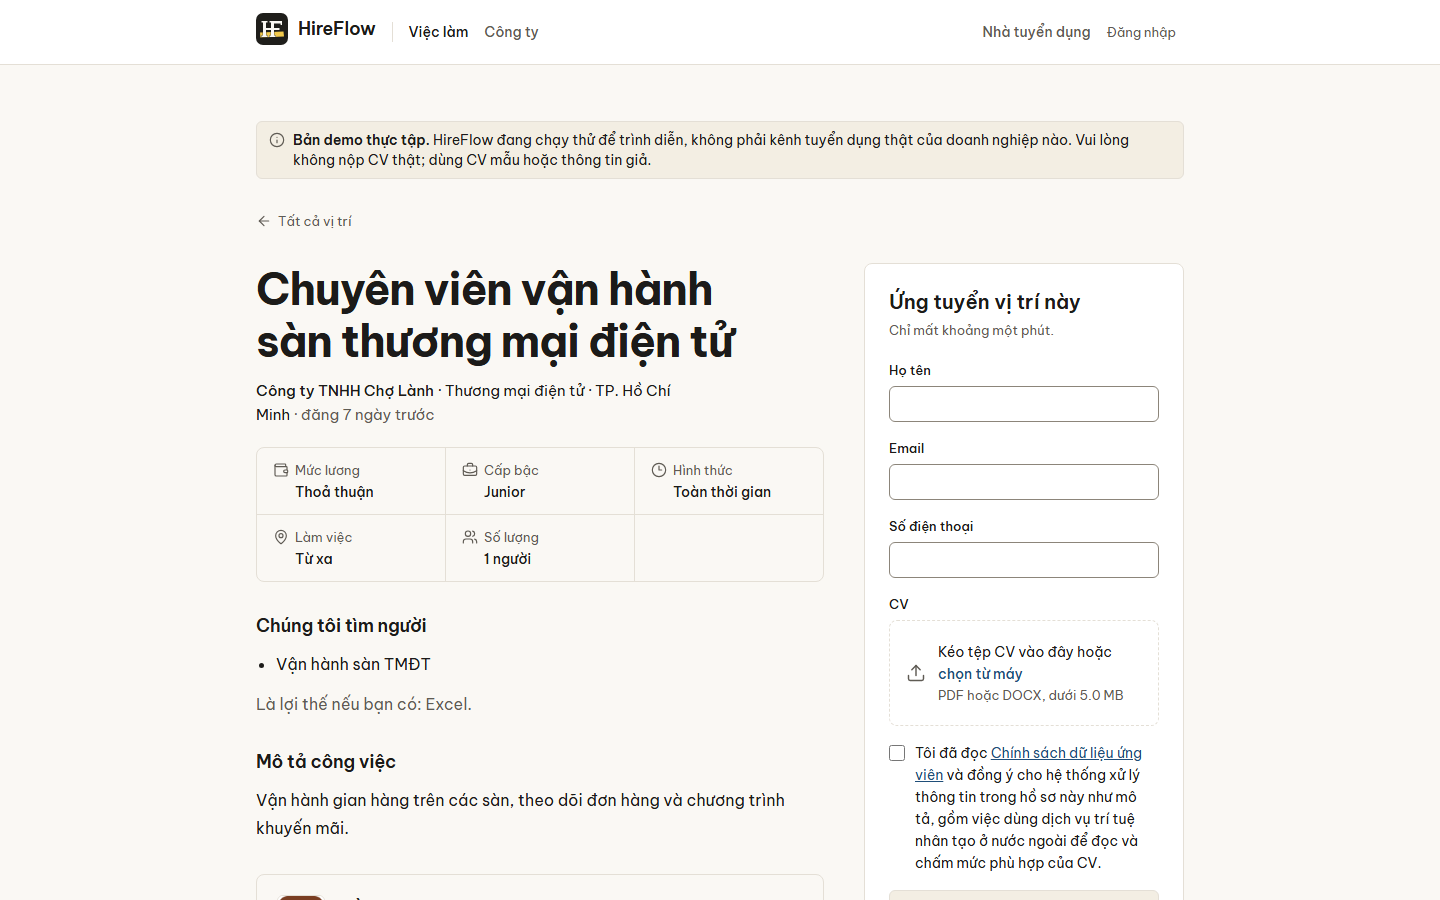 HF HireFlow
Việc làm
Công ty
Nhà tuyển dụng
Đăng nhập
Bản demo thực tập. HireFlow đang chạy thử để trình diễn, không phải kênh tuyển dụng thật của doanh nghiệp nào. Vui lòng
không nộp CV thật; dùng CV mẫu hoặc thông tin giả.
Tất cả vị trí
Chuyên viên vận hành
sàn thương mại điện tử
Công ty TNHH Chợ Lành · Thương mại điện tử · TP. Hồ Chí
Minh · đăng 7 ngày trước
Mức lương
Thoả thuận
Cấp bậc
Junior
Hình thức
Toàn thời gian
Làm việc
Từ xa
Số lượng
1 người
Chúng tôi tìm người
• Vận hành sàn TMĐT
Là lợi thế nếu bạn có: Excel.
Mô tả công việc
Vận hành gian hàng trên các sàn, theo dõi đơn hàng và chương trình
khuyến mãi.
Ứng tuyển vị trí này
Chỉ mất khoảng một phút.
Họ tên
Email
Số điện thoại
CV
Kéo tệp CV vào đây hoặc
chọn từ máy
PDF hoặc DOCX, dưới 5.0 MB
Tôi đã đọc Chính sách dữ liệu ứng
viên và đồng ý cho hệ thống xử lý
thông tin trong hồ sơ này như mô
tả, gồm việc dùng dịch vụ trí tuệ
nhân tạo ở nước ngoài để đọc và
chấm mức phù hợp của CV.